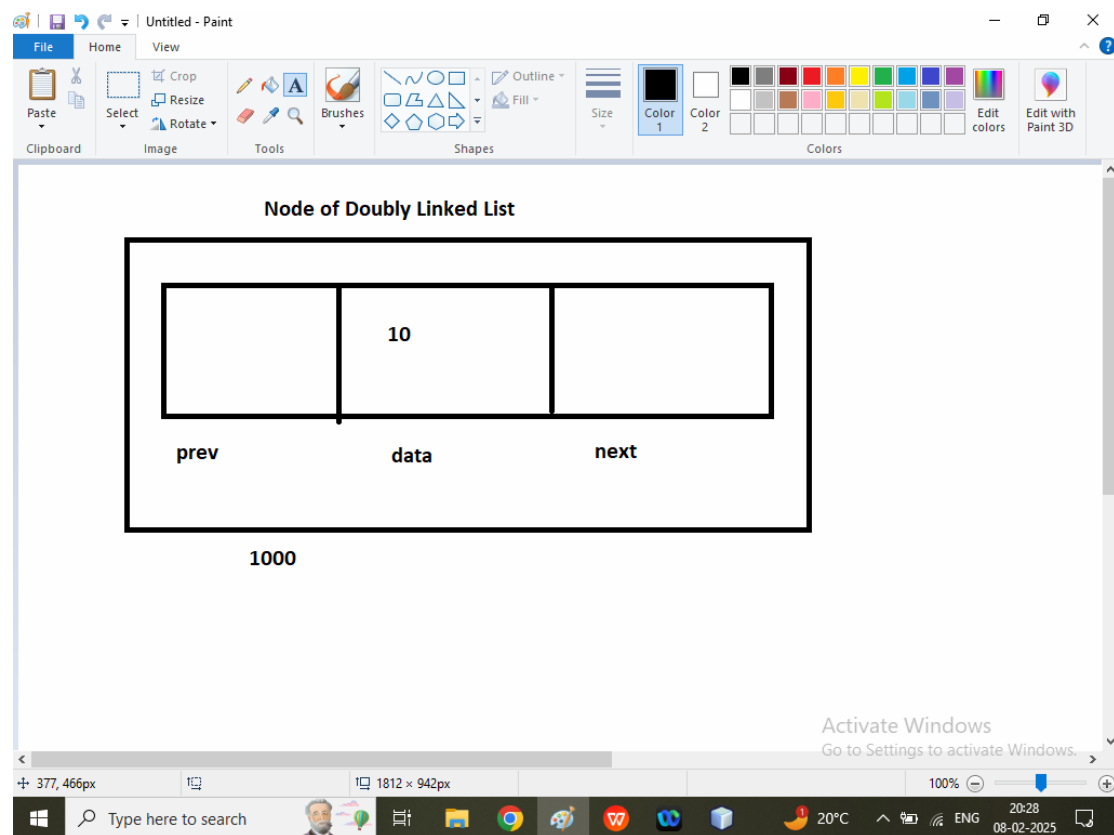 Untitled - Paint
File Home View
Paste
Select
Crop
Resize
Rotate
A
Brushes
Outline
Fill
Size
Color 1
Color 2
Edit colors
Edit with Paint 3D
Clipboard Image Tools Shapes Colors
Node of Doubly Linked List
10
prev data next
1000
Activate Windows
Go to Settings to activate Windows.
377, 466px 1812 × 942px 100%
Type here to search 1 20°C ENG 20:28
08-02-2025